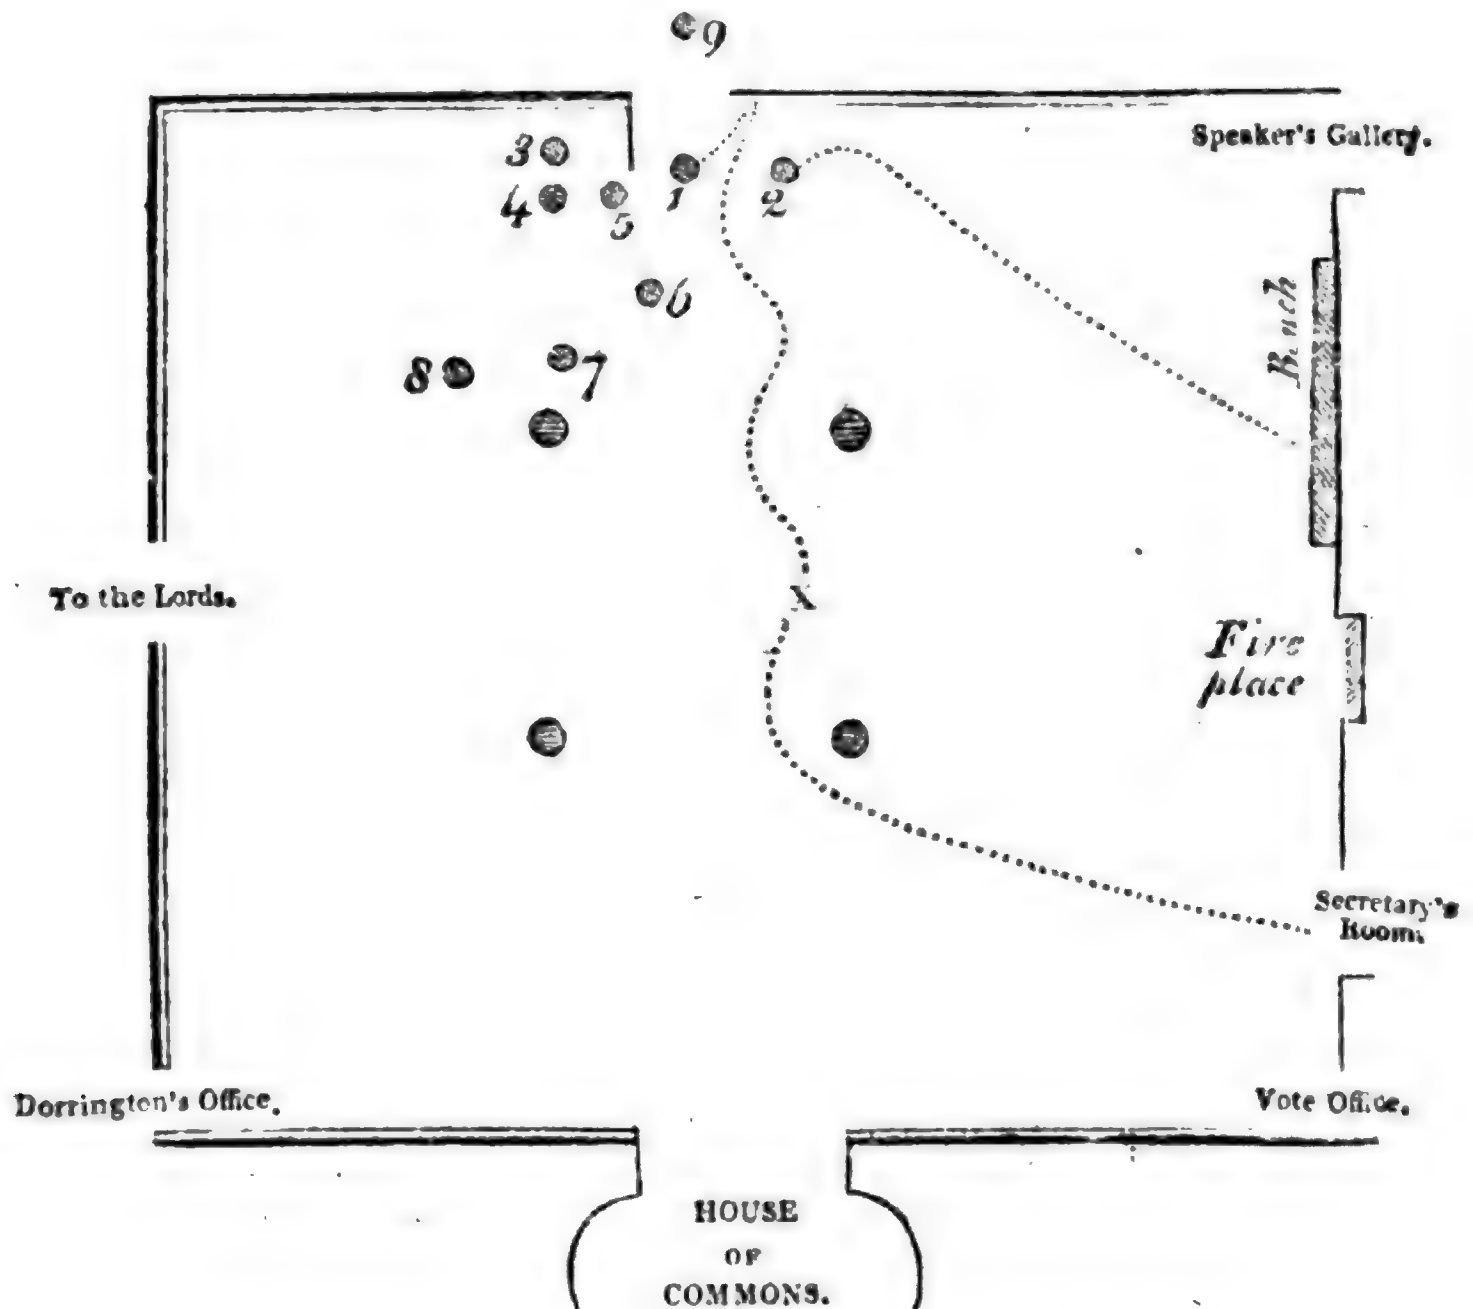 9
Speaker's Gallery.
3
4
5
1
2
6
7
8
Bench
To the Lords.
X
Fire
place
Secretary's
Room.
Dorrington's Office.
Vote Office.
HOUSE
OF
COMMONS.